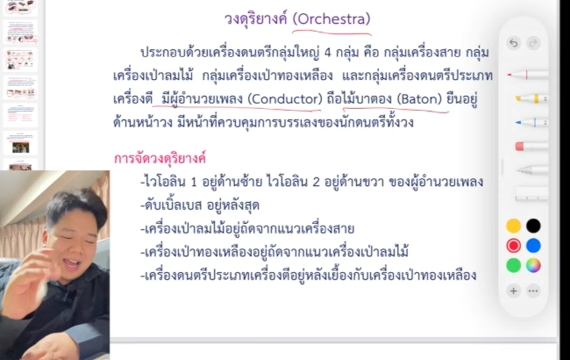 วงดุริยางค์ (Orchestra)
ประกอบด้วยเครื่องดนตรีกลุ่มใหญ่ 4 กลุ่ม คือ กลุ่มเครื่องสาย กลุ่ม
เครื่องเป่าลมไม้ กลุ่มเครื่องเป่าทองเหลือง และกลุ่มเครื่องดนตรีประเภท
เครื่องตี มีผู้อำนวยเพลง (Conductor) ถือไม้บาตอง (Baton) ยืนอยู่
ด้านหน้าวง มีหน้าที่ควบคุมการบรรเลงของนักดนตรีทั้งวง
การจัดวงดุริยางค์
-ไวโอลิน 1 อยู่ด้านซ้าย ไวโอลิน 2 อยู่ด้านขวา ของผู้อำนวยเพลง
-ดับเบิ้ลเบส อยู่หลังสุด
-เครื่องเป่าลมไม้อยู่ถัดจากแนวเครื่องสาย
-เครื่องเป่าทองเหลืองอยู่ถัดจากแนวเครื่องเป่าลมไม้
-เครื่องดนตรีประเภทเครื่องตีอยู่หลังเยื้องกับเครื่องเป่าทองเหลือง